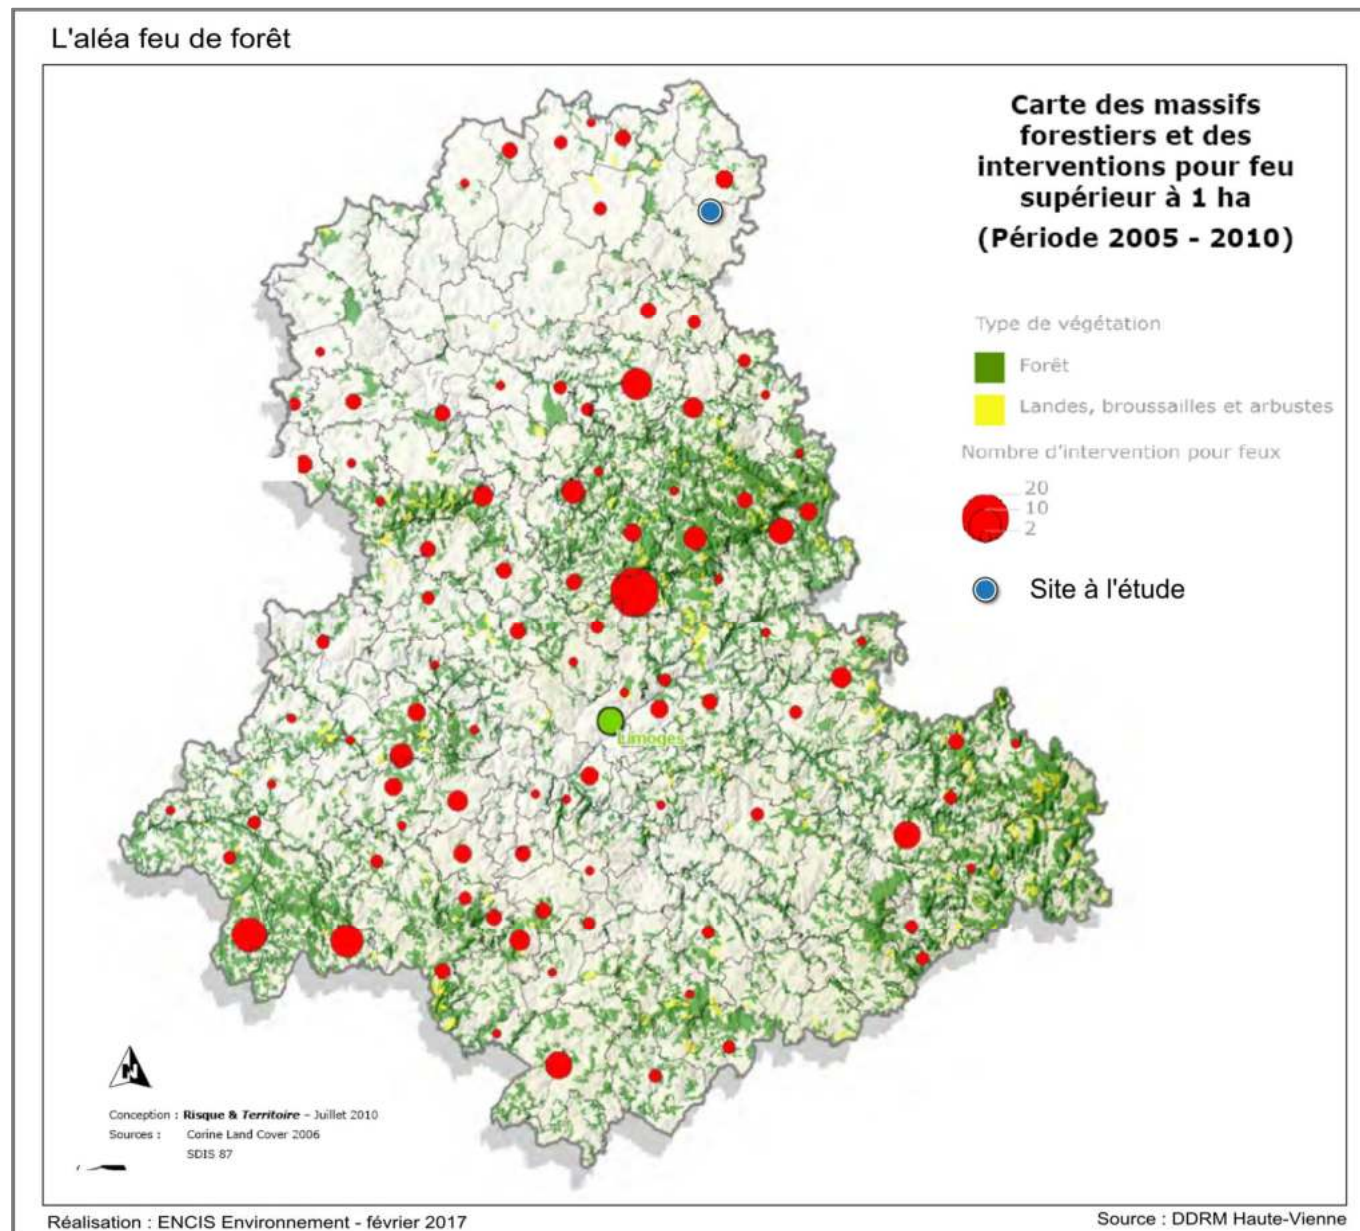 L'aléa feu de forêt
Carte des massifs
forestiers et des
interventions pour feu
supérieur à 1 ha
(Période 2005 - 2010)
Type de végétation
Forêt
Landes, broussailles et arbustes
Nombre d'intervention pour feux
20
10
2
Site à l'étude
Limoges
N
Conception : Risque & Territoire – Juillet 2010
Sources : Corine Land Cover 2006
SDIS 87
Réalisation : ENCIS Environnement - février 2017
Source : DDRM Haute-Vienne